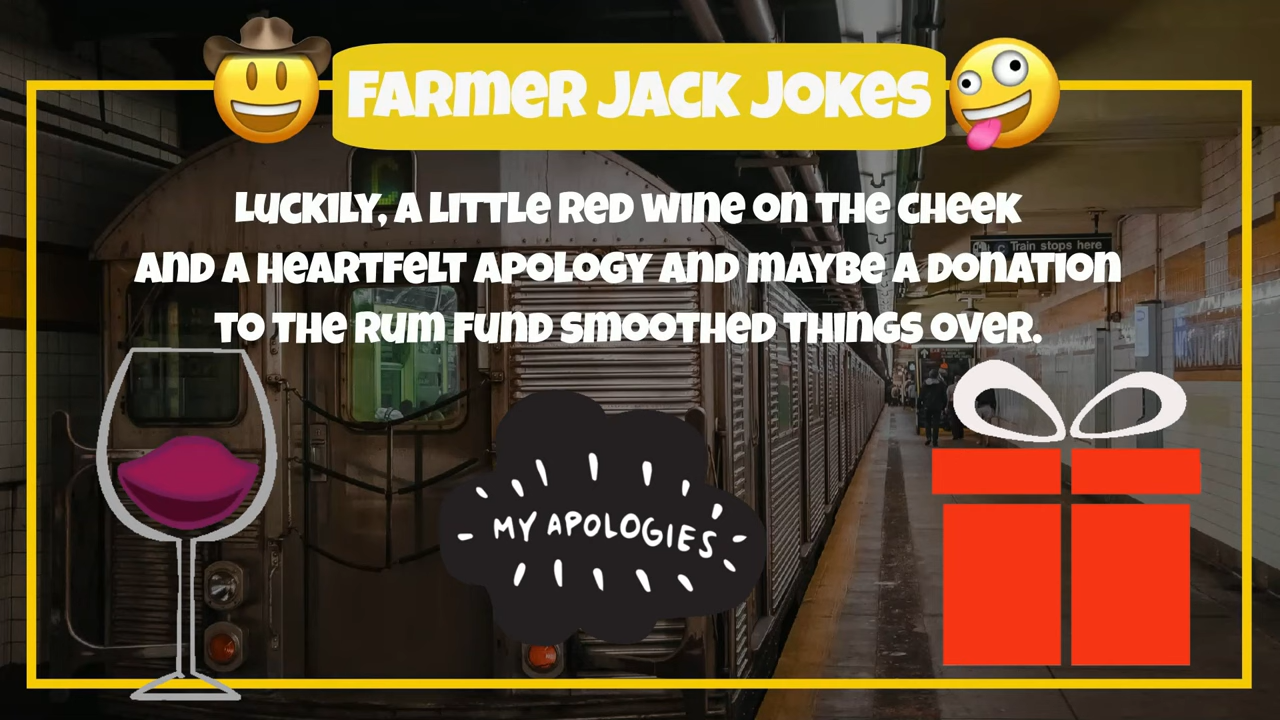 FARMER JACK JOKES
LUCKILY, A LITTLE RED WINE ON THE CHEEK
AND A HEARTFELT APOLOGY AND MAYBE A DONATION
TO THE RUM FUND SMOOTHED THINGS OVER.
C Train stops here
MY APOLOGIES